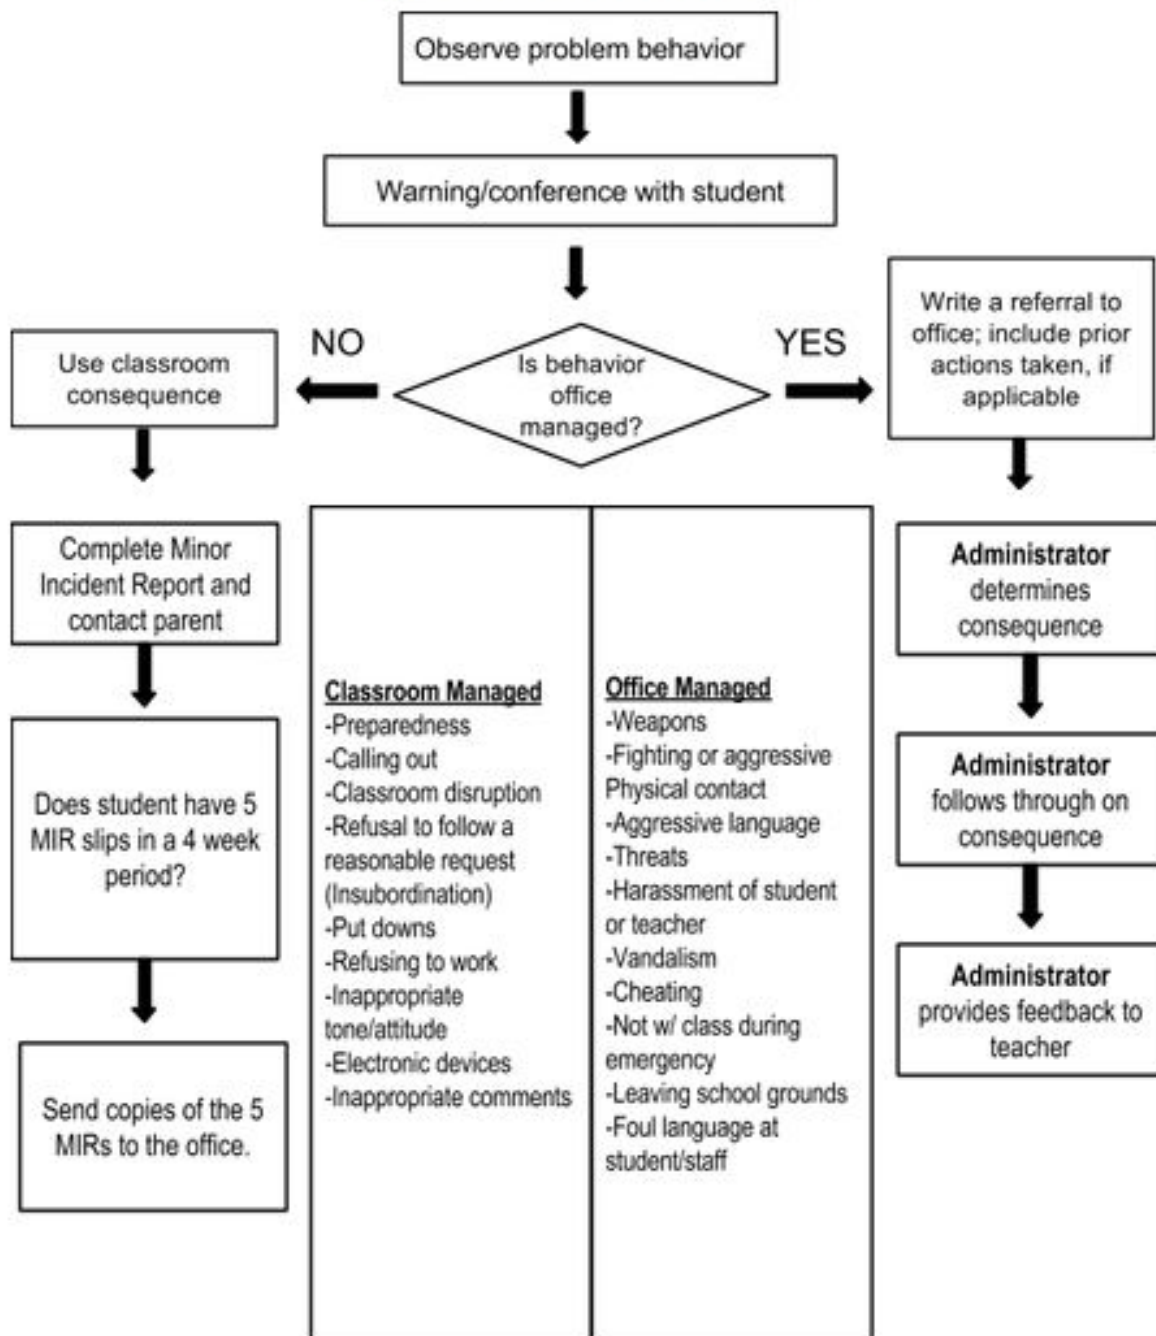 Observe problem behavior
Warning/conference with student
NO
YES
Is behavior
office
managed?
Use classroom
consequence
Complete Minor
Incident Report and
contact parent
Does student have 5
MIR slips in a 4 week
period?
Send copies of the 5
MIRs to the office.
Classroom Managed
-Preparedness
-Calling out
-Classroom disruption
-Refusal to follow a
reasonable request
(Insubordination)
-Put downs
-Refusing to work
-Inappropriate
tone/attitude
-Electronic devices
-Inappropriate comments
Office Managed
-Weapons
-Fighting or aggressive
Physical contact
-Aggressive language
-Threats
-Harassment of student
or teacher
-Vandalism
-Cheating
-Not w/ class during
emergency
-Leaving school grounds
-Foul language at
student/staff
Write a referral to
office; include prior
actions taken, if
applicable
Administrator
determines
consequence
Administrator
follows through on
consequence
Administrator
provides feedback to
teacher